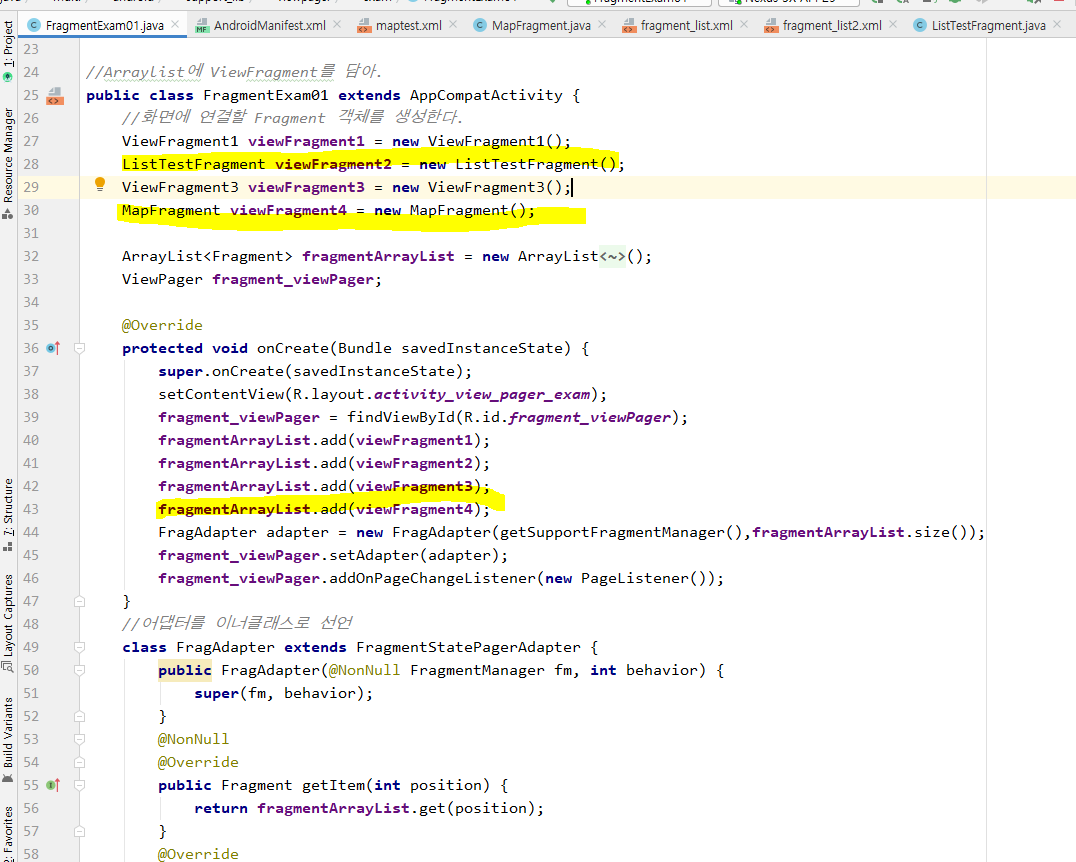 FragmentExam01.java
AndroidManifest.xml
maptest.xml
MapFragment.java
fragment_list.xml
fragment_list2.xml
ListTestFragment.java
1: Project
Resource Manager
7: Structure
Layout Captures
Build Variants
2: Favorites
23
24 //Arraylist에 ViewFragment를 담아.
25 public class FragmentExam01 extends AppCompatActivity {
26 //화면에 연결할 Fragment 객체를 생성한다.
27 ViewFragment1 viewFragment1 = new ViewFragment1();
28 ListTestFragment viewFragment2 = new ListTestFragment();
29 ViewFragment3 viewFragment3 = new ViewFragment3();
30 MapFragment viewFragment4 = new MapFragment();
31
32 ArrayList<Fragment> fragmentArrayList = new ArrayList<~>();
33 ViewPager fragment_viewPager;
34
35 @Override
36 protected void onCreate(Bundle savedInstanceState) {
37 super.onCreate(savedInstanceState);
38 setContentView(R.layout.activity_view_pager_exam);
39 fragment_viewPager = findViewById(R.id.fragment_viewPager);
40 fragmentArrayList.add(viewFragment1);
41 fragmentArrayList.add(viewFragment2);
42 fragmentArrayList.add(viewFragment3);
43 fragmentArrayList.add(viewFragment4);
44 FragAdapter adapter = new FragAdapter(getSupportFragmentManager(),fragmentArrayList.size());
45 fragment_viewPager.setAdapter(adapter);
46 fragment_viewPager.addOnPageChangeListener(new PageListener());
47 }
48 //어댑터를 이너클래스로 선언
49 class FragAdapter extends FragmentStatePagerAdapter {
50 public FragAdapter(@NonNull FragmentManager fm, int behavior) {
51 super(fm, behavior);
52 }
53 @NonNull
54 @Override
55 public Fragment getItem(int position) {
56 return fragmentArrayList.get(position);
57 }
58 @Override